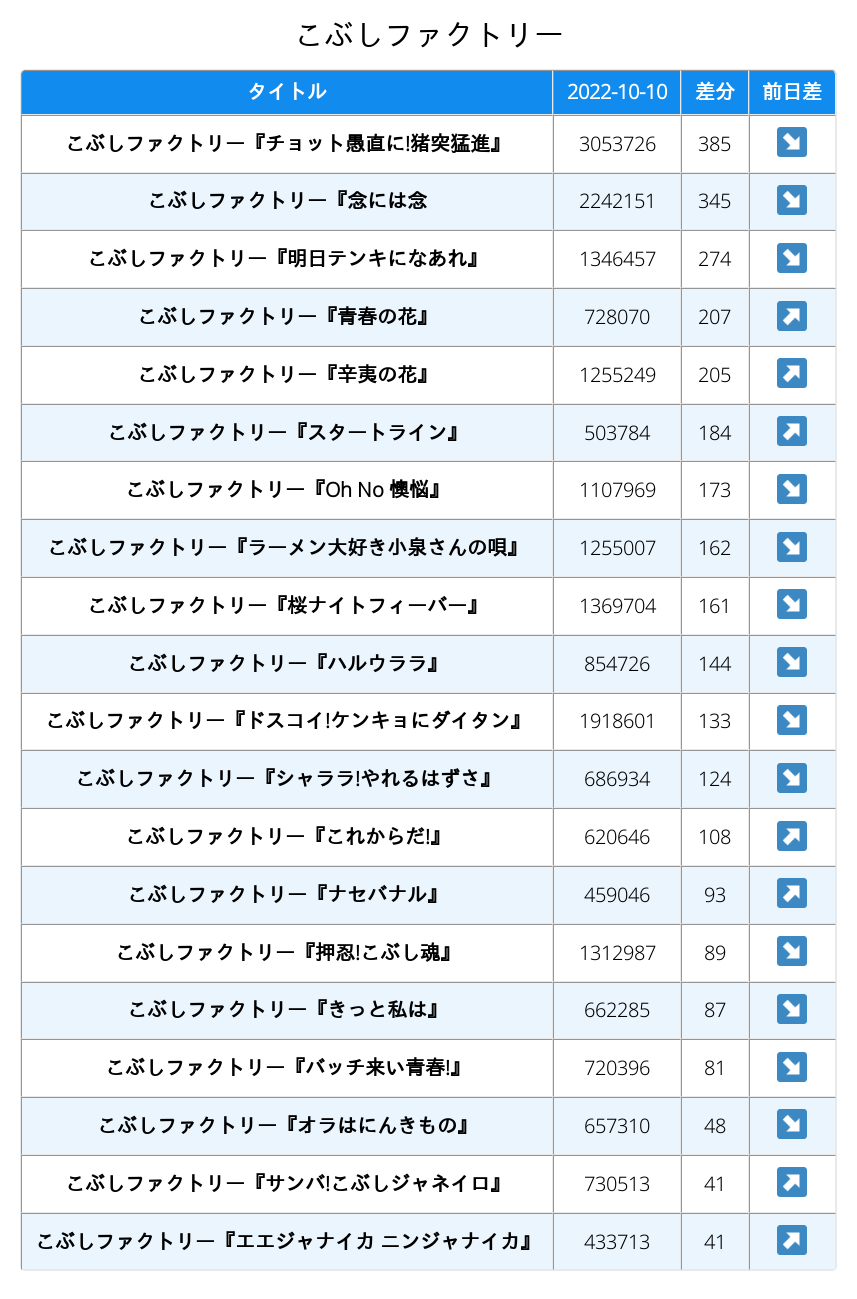 こぶしファクトリー
タイトル 2022-10-10 差分 前日差
こぶしファクトリー『チョット愚直に!猪突猛進』 3053726 385 ↘
こぶしファクトリー『念には念 2242151 345 ↘
こぶしファクトリー『明日テンキになあれ』 1346457 274 ↘
こぶしファクトリー『青春の花』 728070 207 ↗
こぶしファクトリー『辛夷の花』 1255249 205 ↗
こぶしファクトリー『スタートライン』 503784 184 ↗
こぶしファクトリー『Oh No 懊悩』 1107969 173 ↘
こぶしファクトリー『ラーメン大好き小泉さんの唄』 1255007 162 ↘
こぶしファクトリー『桜ナイトフィーバー』 1369704 161 ↘
こぶしファクトリー『ハルウララ』 854726 144 ↘
こぶしファクトリー『ドスコイ!ケンキョにダイタン』 1918601 133 ↘
こぶしファクトリー『シャララ!やれるはずさ』 686934 124 ↘
こぶしファクトリー『これからだ!』 620646 108 ↗
こぶしファクトリー『ナセバナル』 459046 93 ↗
こぶしファクトリー『押忍!こぶし魂』 1312987 89 ↘
こぶしファクトリー『きっと私は』 662285 87 ↘
こぶしファクトリー『バッチ来い青春!』 720396 81 ↘
こぶしファクトリー『オラはにんきもの』 657310 48 ↘
こぶしファクトリー『サンバ!こぶしジャネイロ』 730513 41 ↗
こぶしファクトリー『エエジャナイカ ニンジャナイカ』 433713 41 ↗